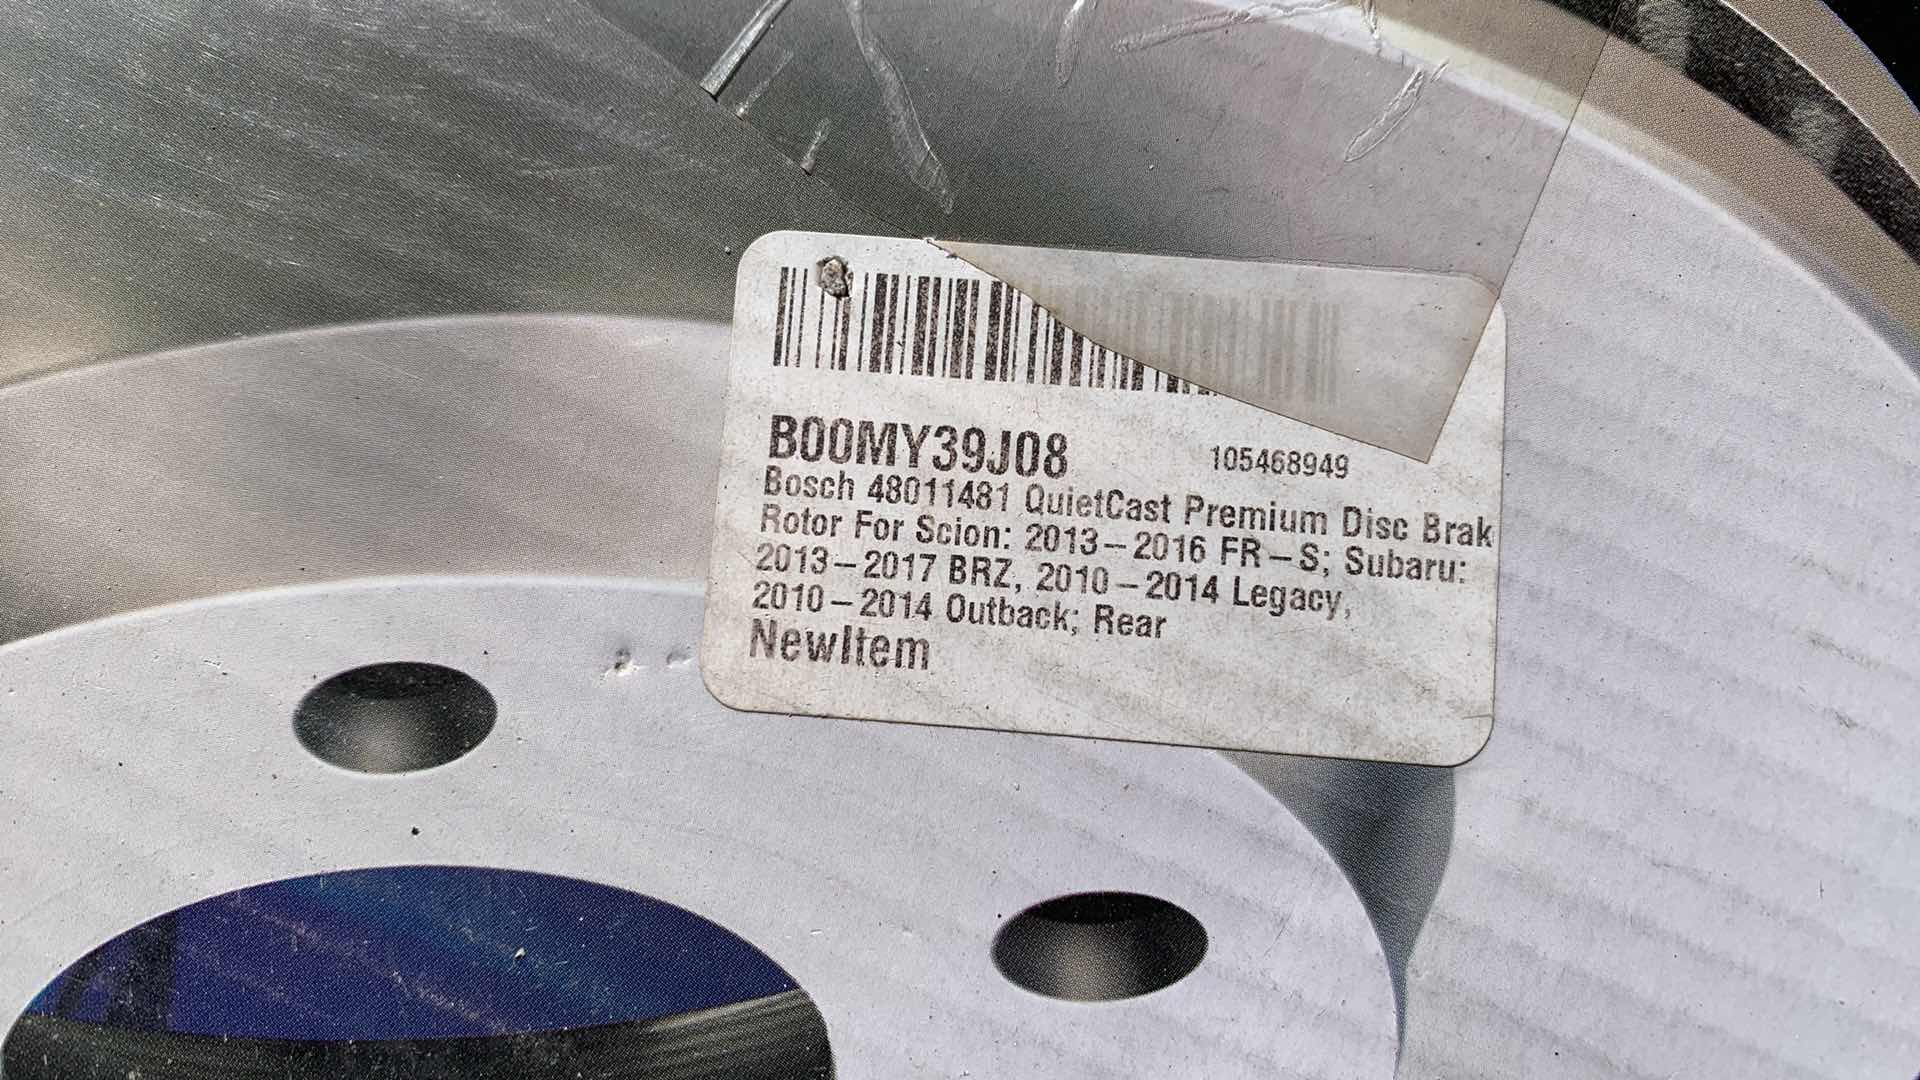 B00MY39J08 105468949
Bosch 48011481 QuietCast Premium Disc Brak
Rotor For Scion: 2013-2016 FR-S; Subaru:
2013-2017 BRZ, 2010-2014 Legacy,
2010-2014 Outback; Rear
NewItem